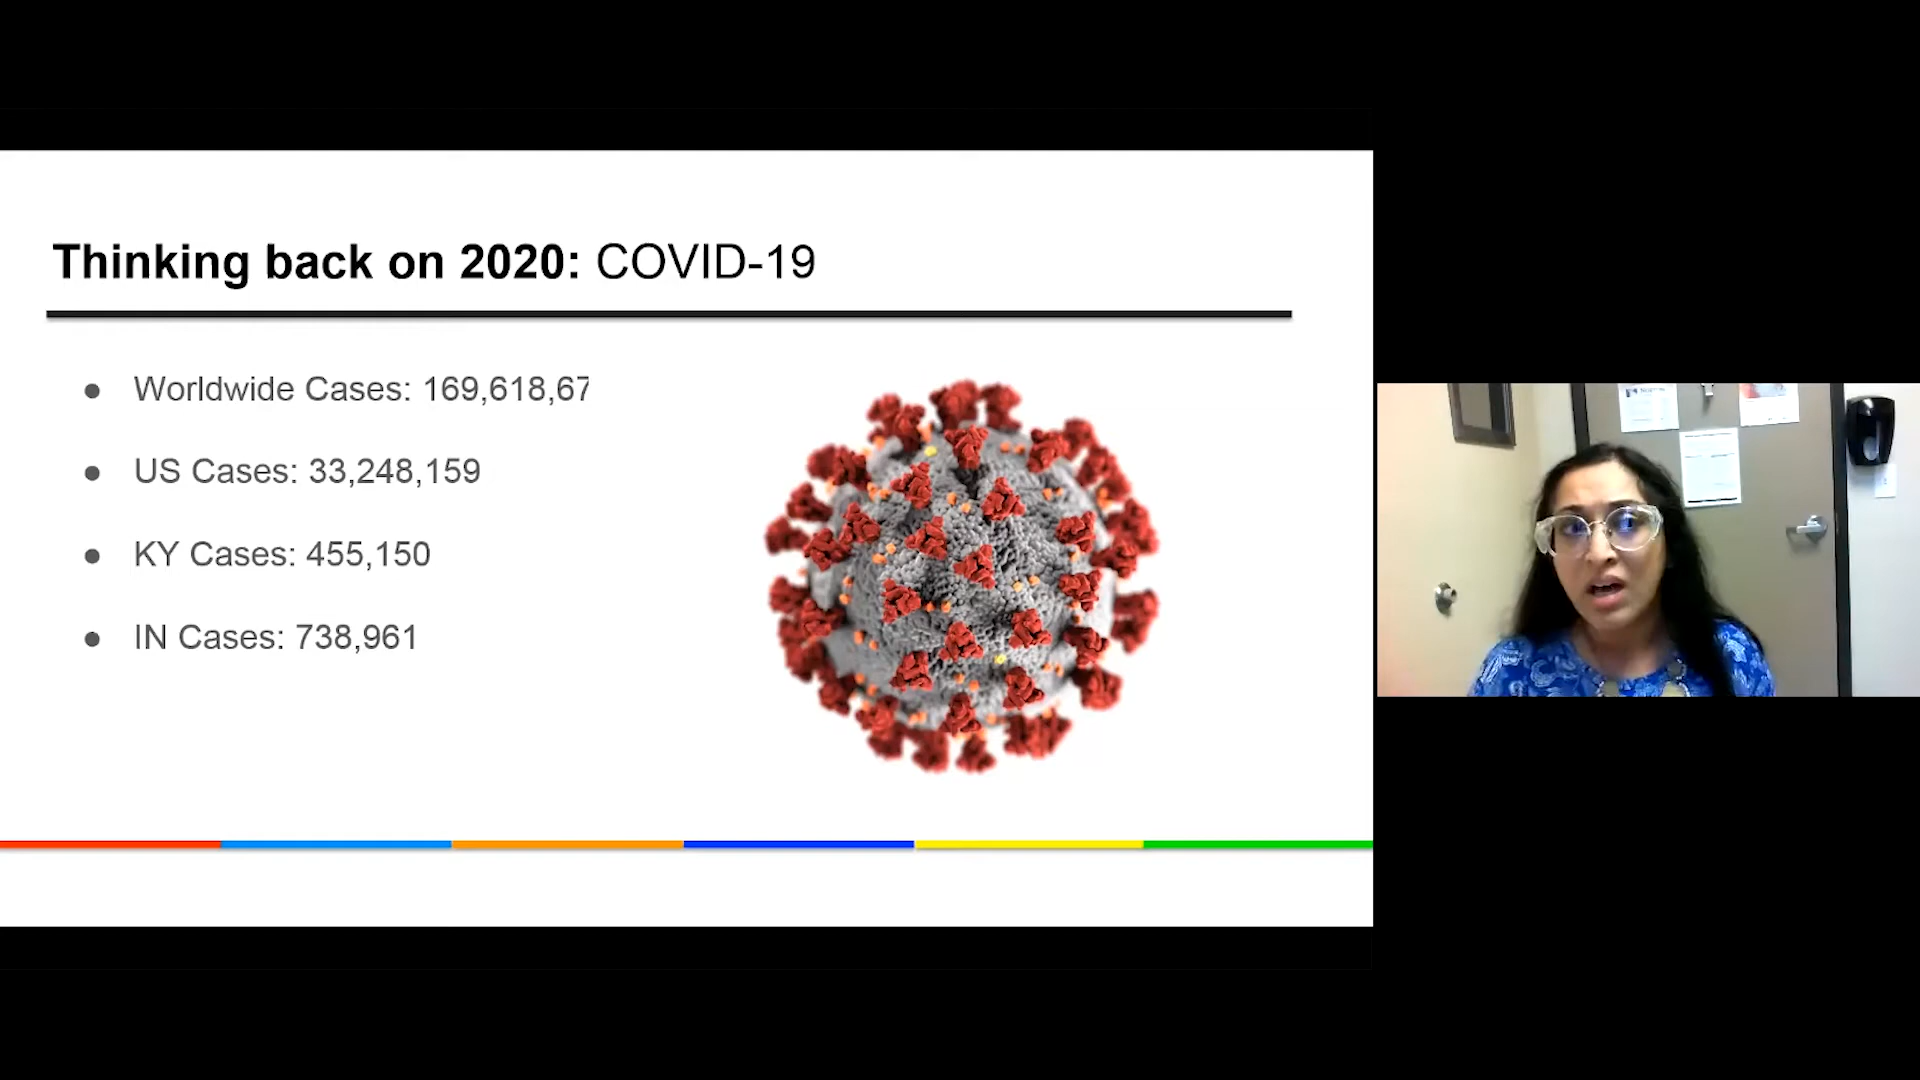 Thinking back on 2020: COVID-19
● Worldwide Cases: 169,618,67
● US Cases: 33,248,159
● KY Cases: 455,150
● IN Cases: 738,961